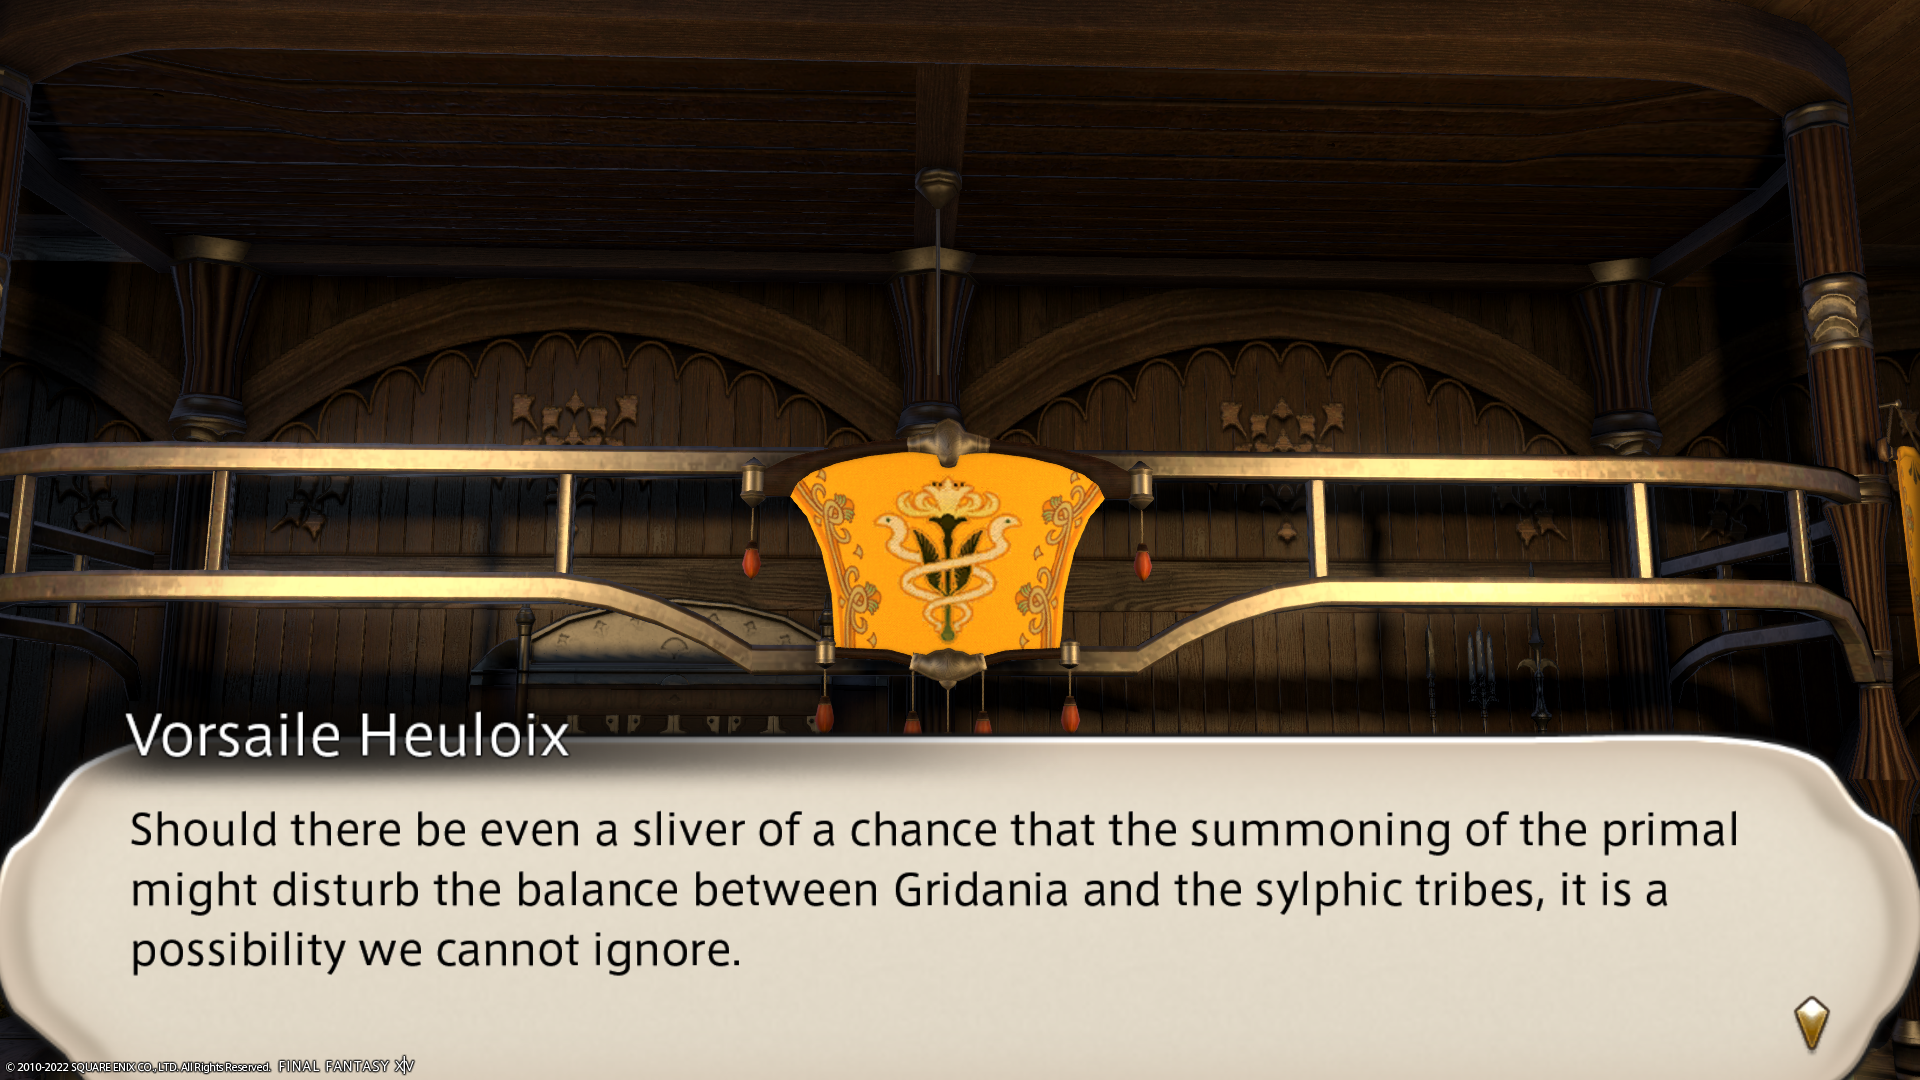 Vorsaile Heuloix
Should there be even a sliver of a chance that the summoning of the primal
might disturb the balance between Gridania and the sylphic tribes, it is a
possibility we cannot ignore.
© 2010-2022 SQUARE ENIX CO., LTD. All Rights Reserved. FINAL FANTASY XIV